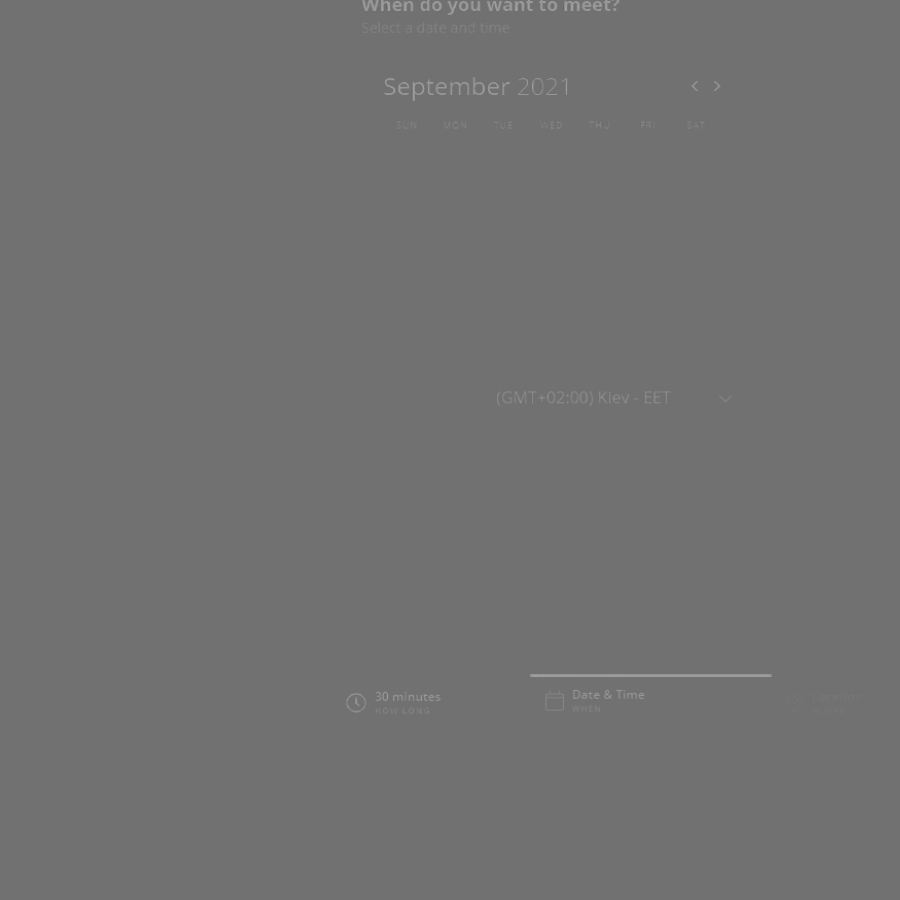 When do you want to meet?
Select a date and time
September 2021
SUN MON TUE WED THU FRI SAT
(GMT+02:00) Kiev - EET
30 minutes
HOW LONG
Date & Time
WHEN